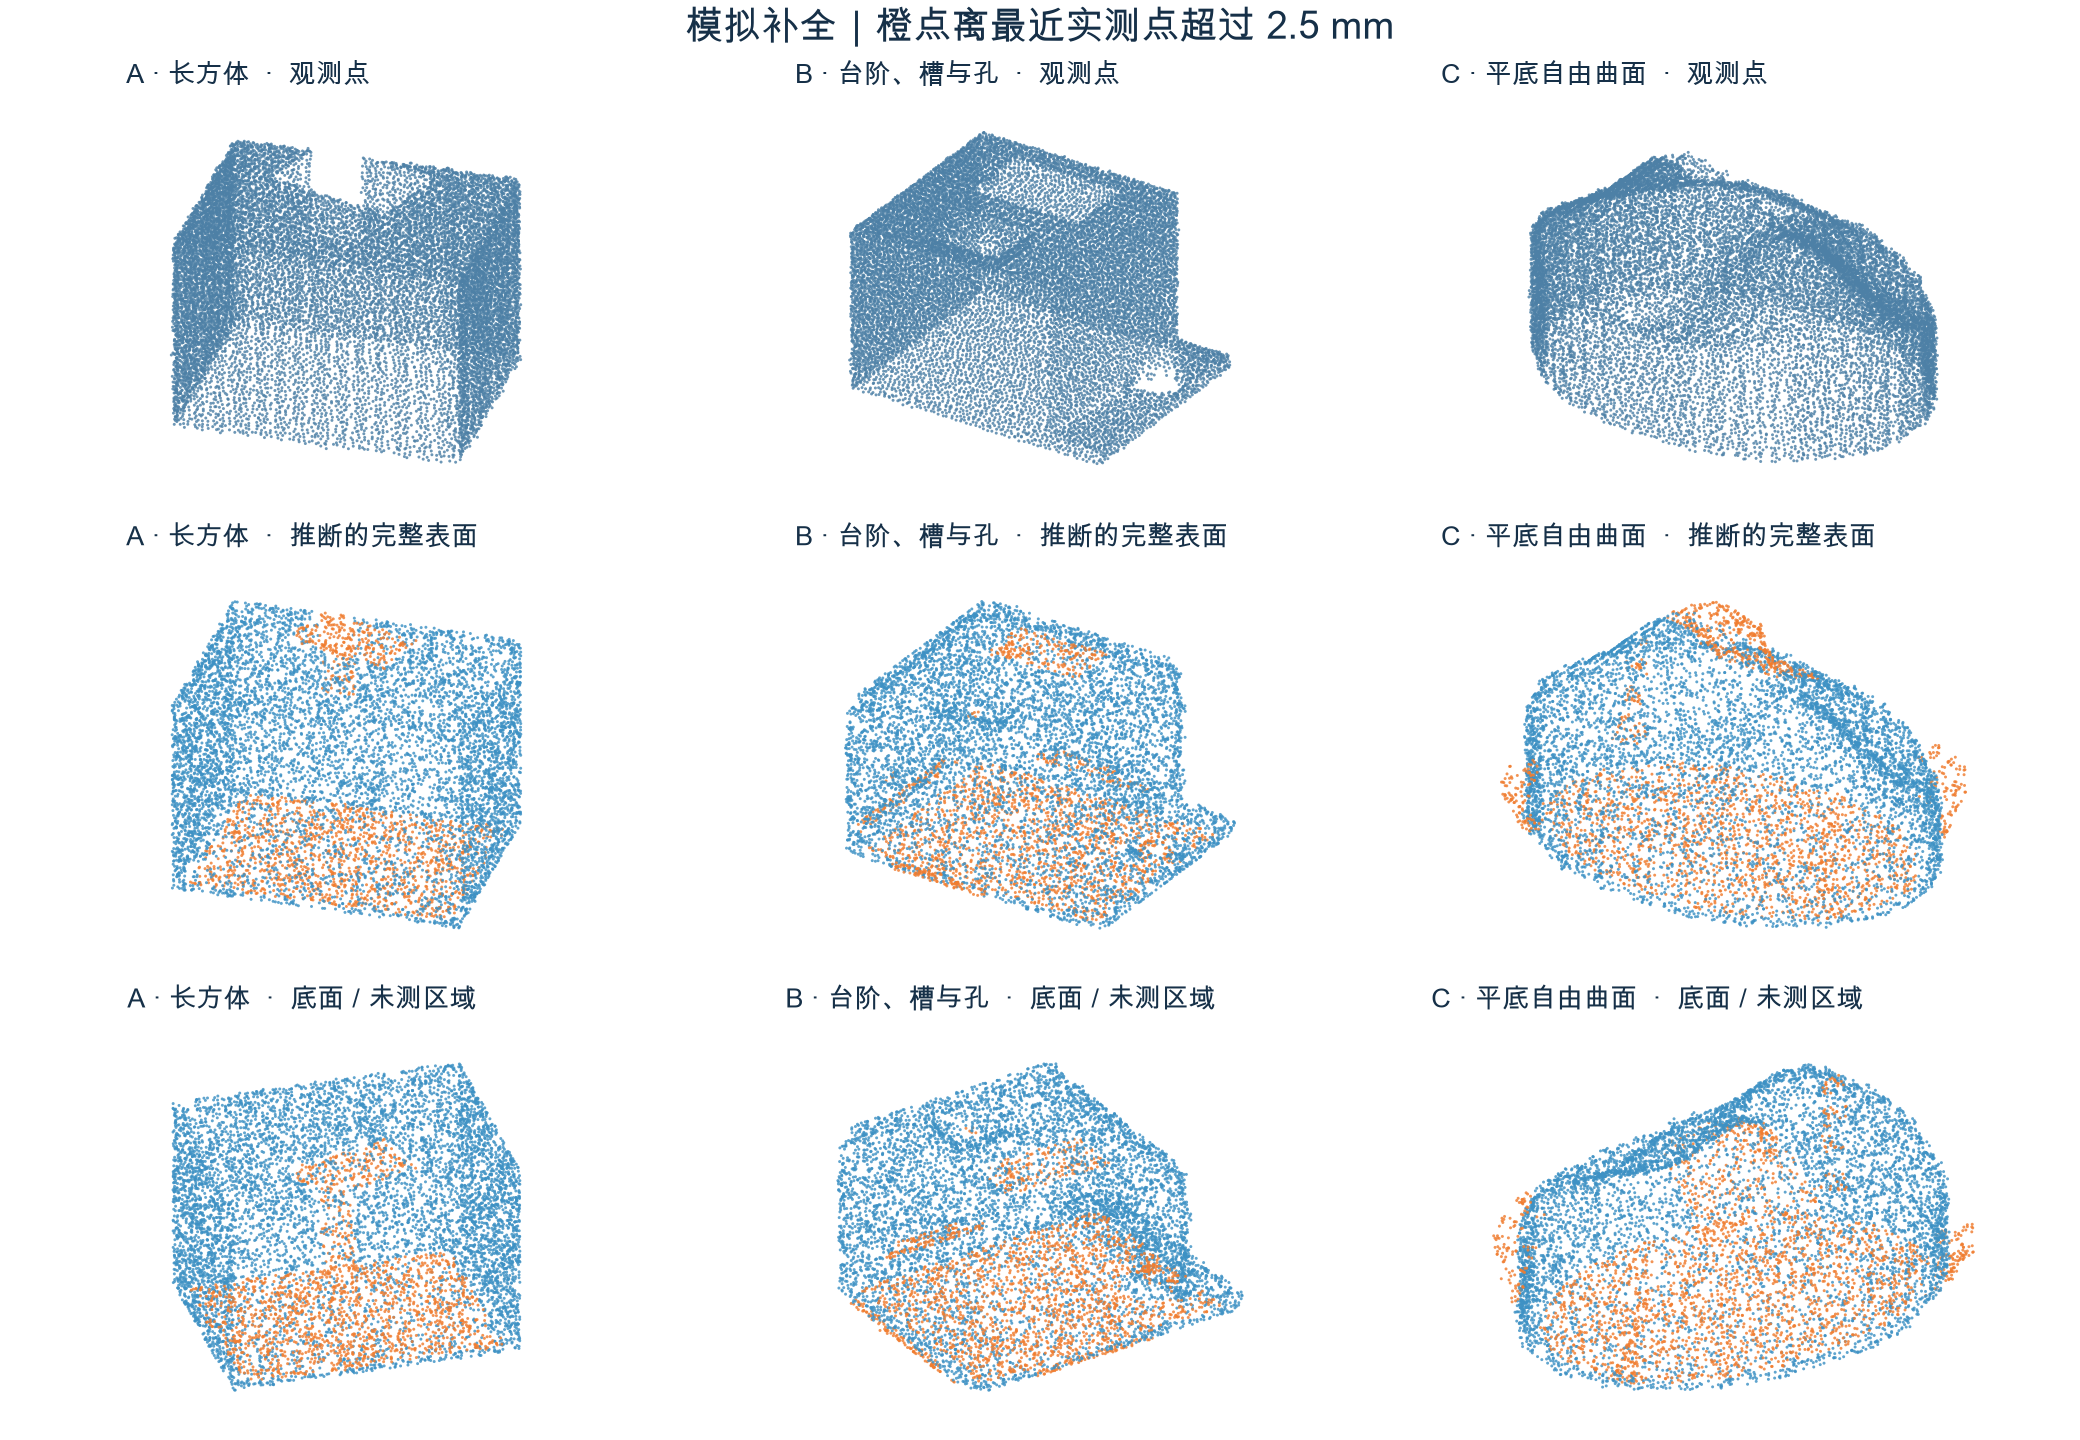 模拟补全 | 橙点离最近实测点超过 2.5 mm
A · 长方体 · 观测点
B · 台阶、槽与孔 · 观测点
C · 平底自由曲面 · 观测点
A · 长方体 · 推断的完整表面
B · 台阶、槽与孔 · 推断的完整表面
C · 平底自由曲面 · 推断的完整表面
A · 长方体 · 底面 / 未测区域
B · 台阶、槽与孔 · 底面 / 未测区域
C · 平底自由曲面 · 底面 / 未测区域